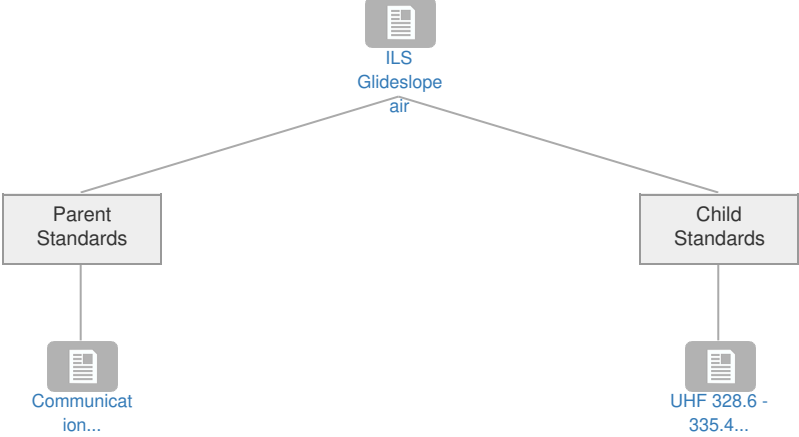 ILS
Glideslope
air
Parent
Standards
Child
Standards
Communicat
ion...
UHF 328.6 -
335.4...